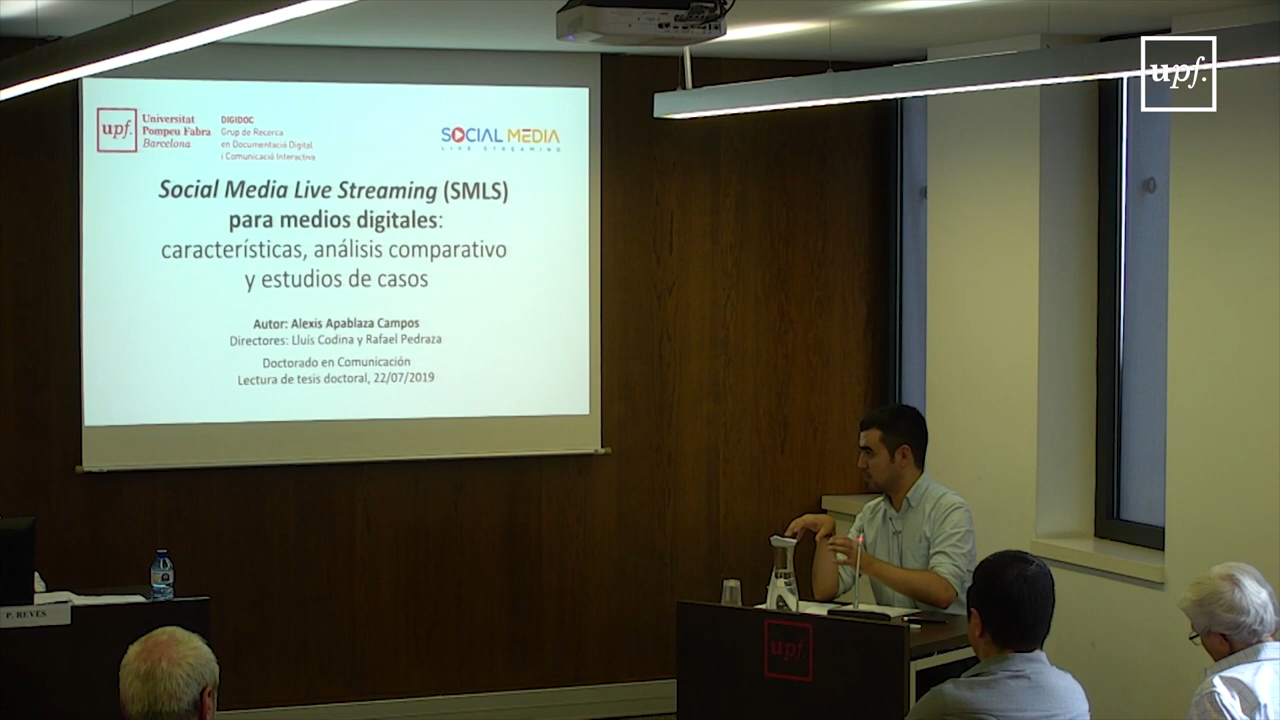 upf.
Universitat
Pompeu Fabra
Barcelona
DIGIDOC
Grup de Recerca
en Documentació Digital
i Comunicació Interactiva
SOCIAL MEDIA
LIVE STREAMING
Social Media Live Streaming (SMLS)
para medios digitales:
características, análisis comparativo
y estudios de casos
Autor: Alexis Apablaza Campos
Directores: Lluís Codina y Rafael Pedraza
Doctorado en Comunicación
Lectura de tesis doctoral, 22/07/2019
upf.
P. REVÉS
upf.